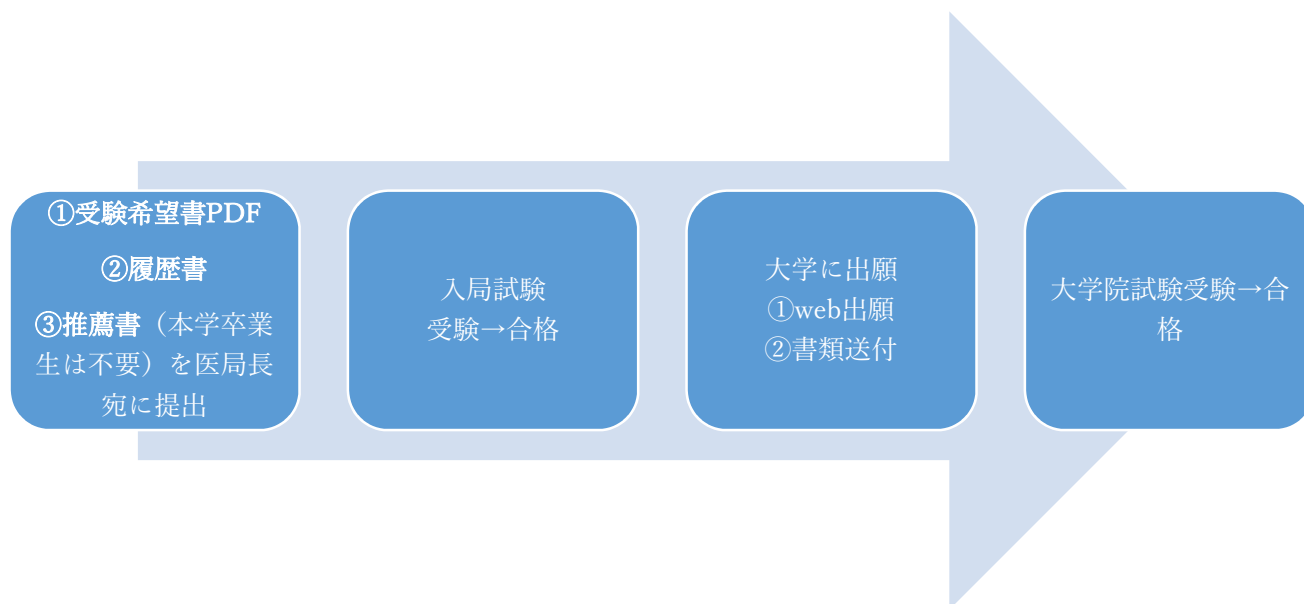 ①受験希望書PDF
②履歴書
③推薦書（本学卒業
生は不要）を医局長
宛に提出
入局試験
受験→合格
大学に出願
①web出願
②書類送付
大学院試験受験→合
格